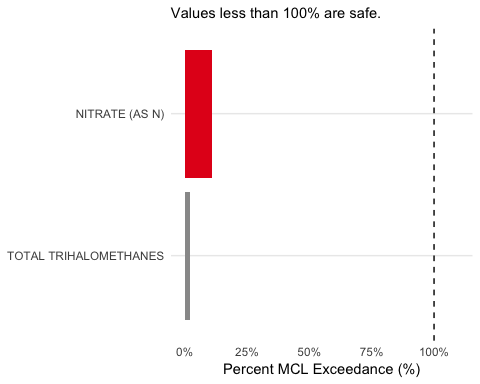 Values less than 100% are safe.
NITRATE (AS N)
TOTAL TRIHALOMETHANES
0% 25% 50% 75% 100%
Percent MCL Exceedance (%)